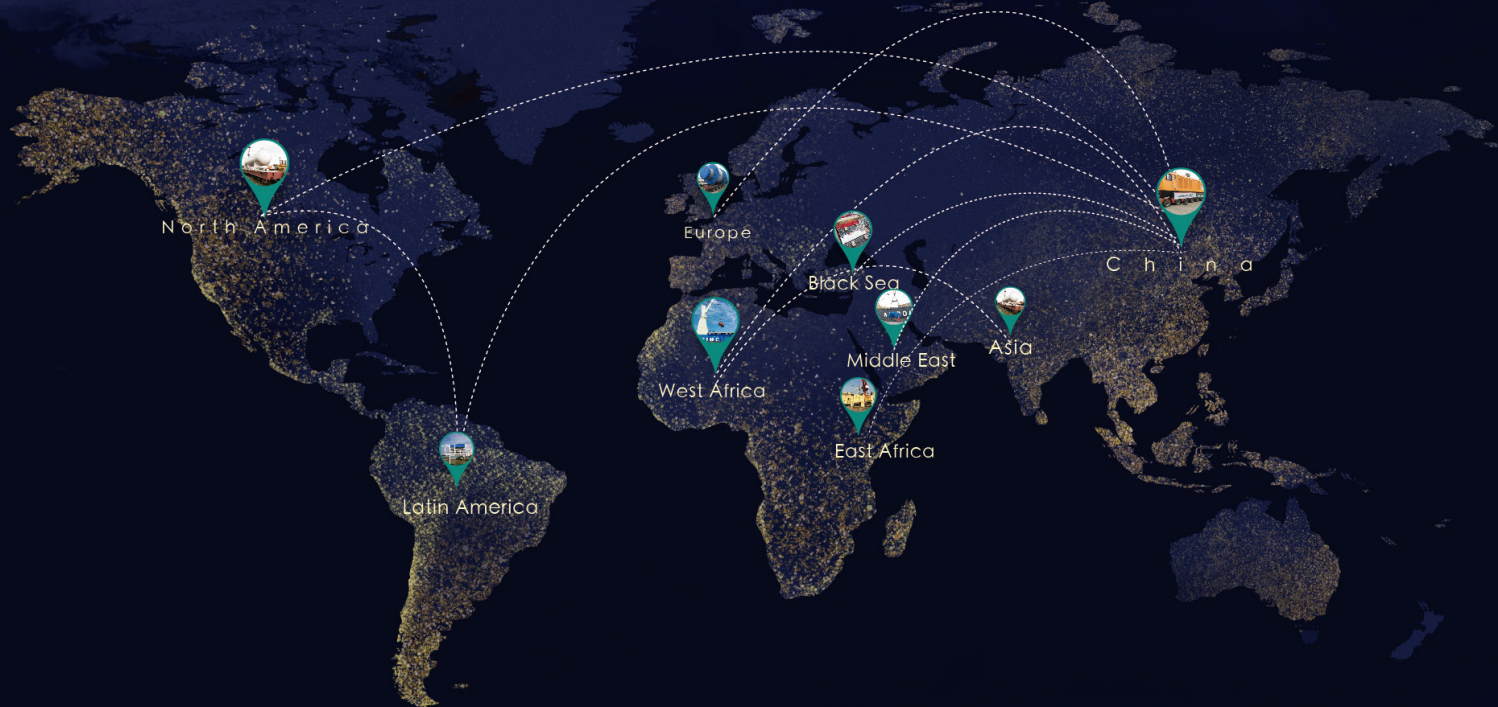 North America
Europe
China
Black Sea
Asia
Middle East
West Africa
East Africa
Latin America